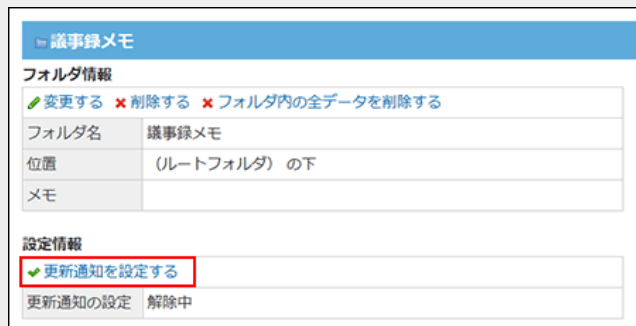 議事録メモ
フォルダ情報
変更する 削除する フォルダ内の全データを削除する
フォルダ名 議事録メモ
位置 （ルートフォルダ） の下
メモ
設定情報
更新通知を設定する
更新通知の設定 解除中